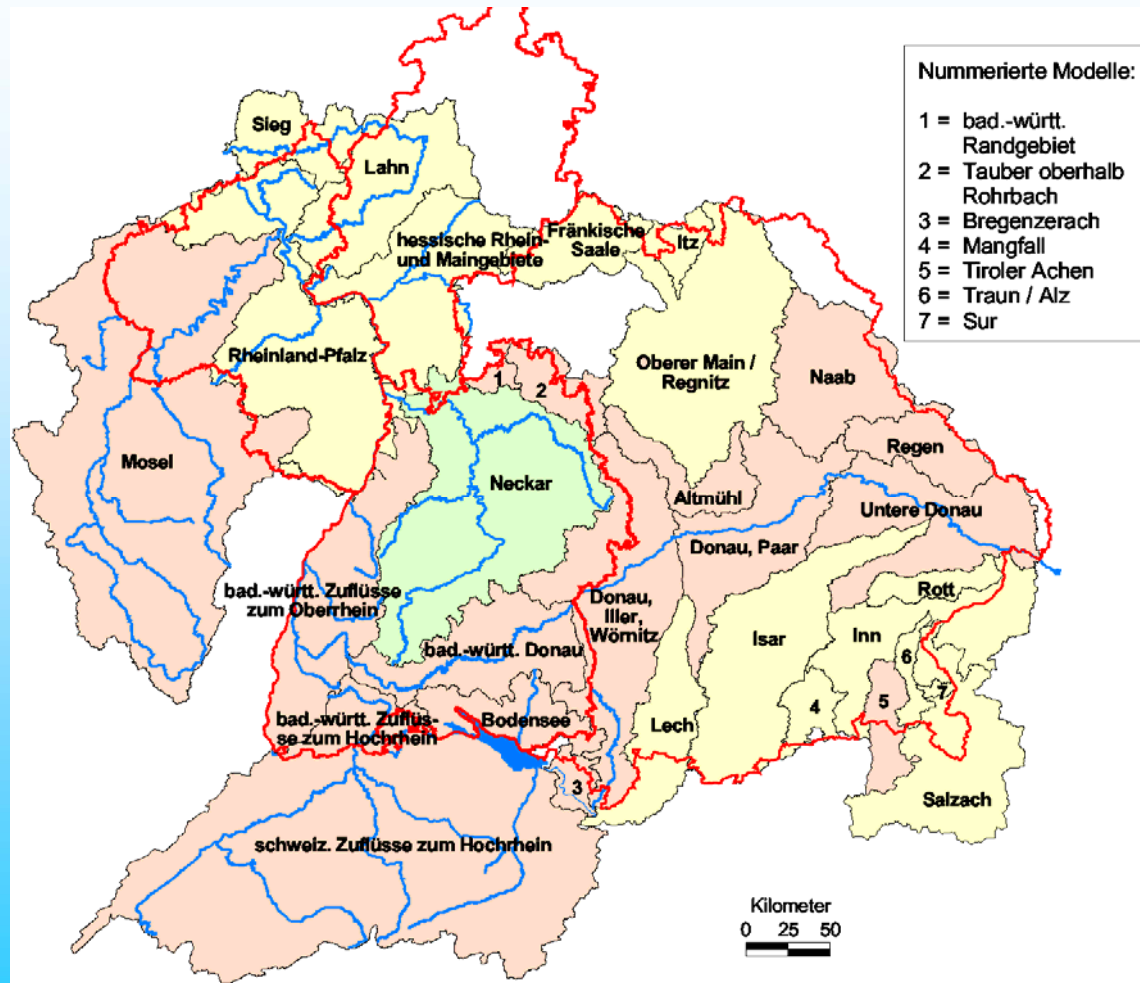 Nummerierte Modelle:
1 = bad.-württ.
Randgebiet
2 = Tauber oberhalb
Rohrbach
3 = Bregenzerach
4 = Mangfall
5 = Tiroler Achen
6 = Traun / Alz
7 = Sur
Sieg
Lahn
hessische Rhein-
und Maingebiete
Fränkische
Saale
Itz
Rheinland-Pfalz
Oberer Main /
Regnitz
Naab
1
2
Regen
Mosel
Neckar
Altmühl
Untere Donau
Donau, Paar
bad.-württ. Zuflüsse
zum Oberrhein
Donau,
Iller,
Wörnitz
Rott
Isar
Inn
bad.-württ. Donau
6
7
4
5
bad.-württ. Zuflüs-
se zum Hochrhein
Bodensee
Lech
3
Salzach
schweiz. Zuflüsse zum Hochrhein
Kilometer
0 25 50